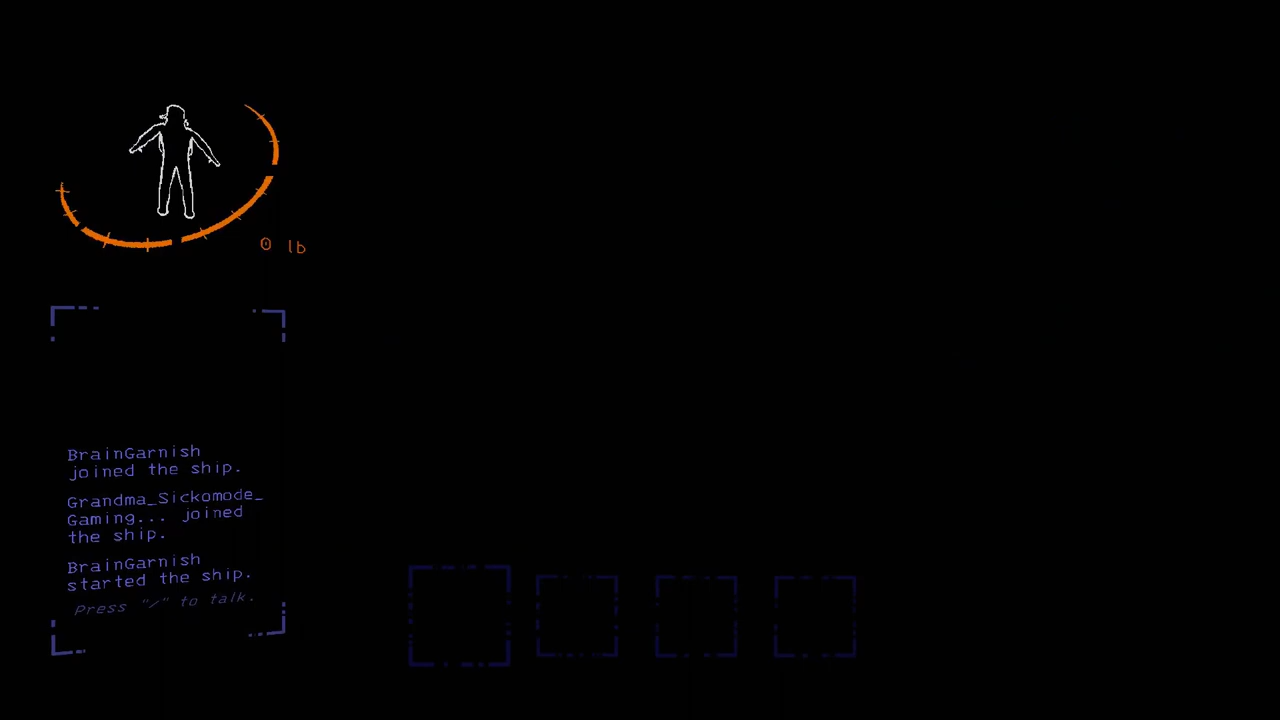 0 lb
BrainGarnish
joined the ship.
Grandma_Sickomode_
Gaming... joined
the ship.
BrainGarnish
started the ship.
Press "/" to talk.